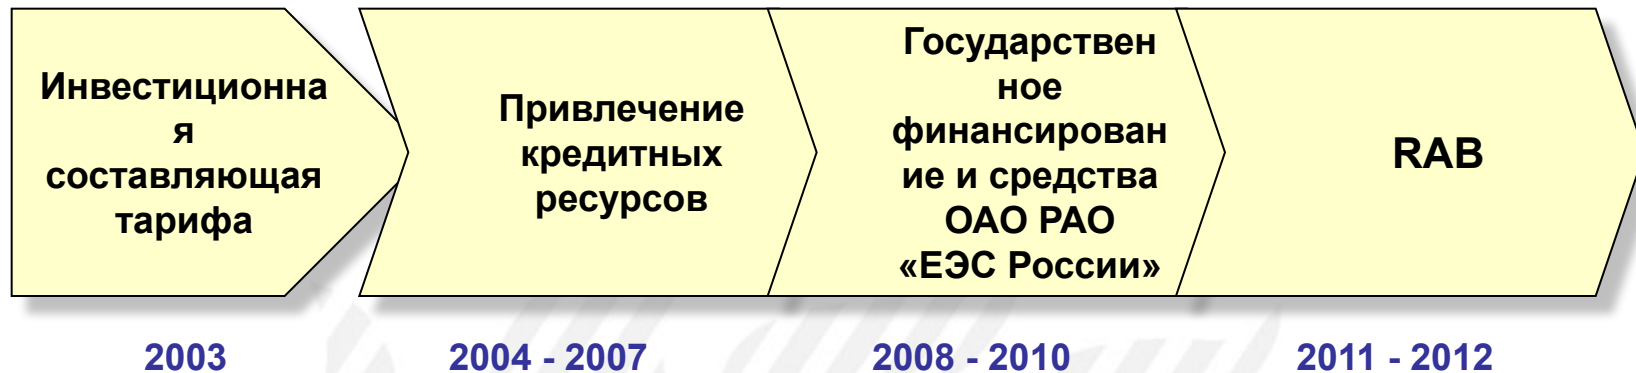 Инвестиционна
я
составляющая
тарифа
Привлечение
кредитных
ресурсов
Государствен
ное
финансирован
ие и средства
ОАО РАО
«ЕЭС России»
RAB
2003
2004 - 2007
2008 - 2010
2011 - 2012